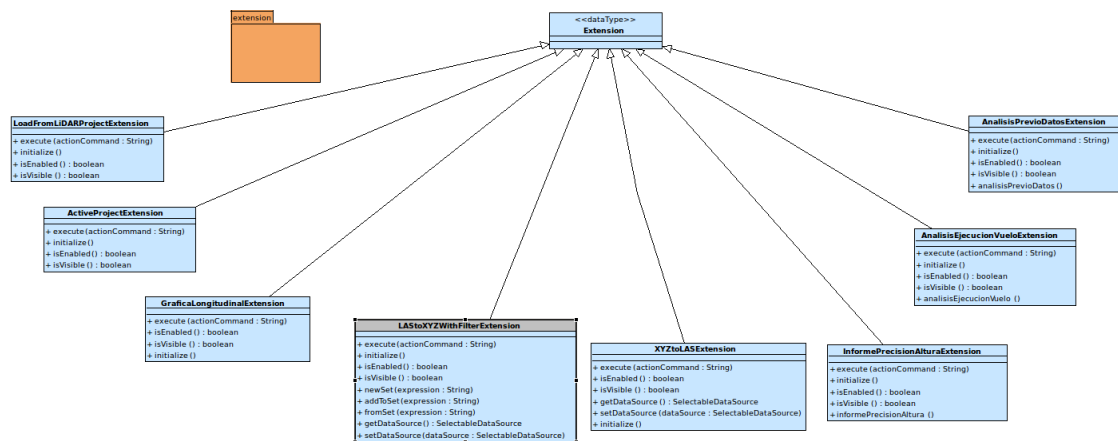 extension
<<dataType>>
Extension
LoadFromLiDARProjectExtension
+ execute(actionCommand : String)
+ initialize()
+ isEnabled() : boolean
+ isVisible() : boolean
AnalisisPrevioDatosExtension
+ execute(actionCommand : String)
+ initialize()
+ isEnabled() : boolean
+ isVisible() : boolean
+ analisisPrevioDatos()
ActiveProjectExtension
+ execute(actionCommand : String)
+ initialize()
+ isEnabled() : boolean
+ isVisible() : boolean
AnalisisEjecucionVueloExtension
+ execute(actionCommand : String)
+ initialize()
+ isEnabled() : boolean
+ isVisible() : boolean
+ analisisEjecucionVuelo ()
GraficaLongitudinalExtension
+ execute(actionCommand : String)
+ isEnabled() : boolean
+ isVisible() : boolean
+ initialize()
LAStoXYZWithFilterExtension
+ execute(actionCommand : String)
+ initialize()
+ isEnabled() : boolean
+ isVisible() : boolean
+ newSet(expression : String)
+ addToSet(expression : String)
+ fromSet(expression : String)
+ getDataSource() : SelectableDataSource
+ setDataSource(dataSource : SelectableDataSource)
XYZtoLASExtension
+ execute(actionCommand : String)
+ isEnabled() : boolean
+ isVisible() : boolean
+ getDataSource() : SelectableDataSource
+ setDataSource(dataSource : SelectableDataSource)
+ initialize()
InformePrecisionAlturaExtension
+ execute(actionCommand : String)
+ initialize()
+ isEnabled() : boolean
+ isVisible() : boolean
+ informePrecisionAltura ()